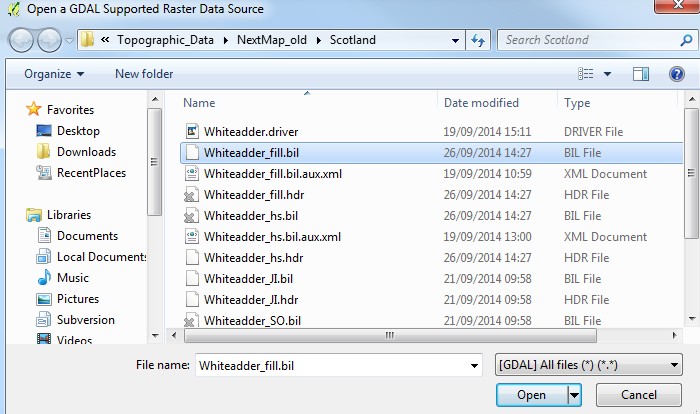 Open a GDAL Supported Raster Data Source
« Topographic_Data ▸ NextMap_old ▸ Scotland Search Scotland
Organize New folder
Name Date modified Type
Favorites
Desktop
Downloads
RecentPlaces
Libraries
Documents
Local Documents
Music
Pictures
Subversion
Videos
Whiteadder.driver 19/09/2014 15:11 DRIVER File
Whiteadder_fill.bil 26/09/2014 14:27 BIL File
Whiteadder_fill.bil.aux.xml 19/09/2014 10:59 XML Document
Whiteadder_fill.hdr 26/09/2014 14:27 HDR File
Whiteadder_hs.bil 26/09/2014 14:27 BIL File
Whiteadder_hs.bil.aux.xml 19/09/2014 13:00 XML Document
Whiteadder_hs.hdr 26/09/2014 14:27 HDR File
Whiteadder_JI.bil 21/09/2014 09:58 BIL File
Whiteadder_JI.hdr 21/09/2014 09:58 HDR File
Whiteadder_SO.bil 21/09/2014 09:58 BIL File
File name: Whiteadder_fill.bil [GDAL] All files (*) (*.*)
Open Cancel